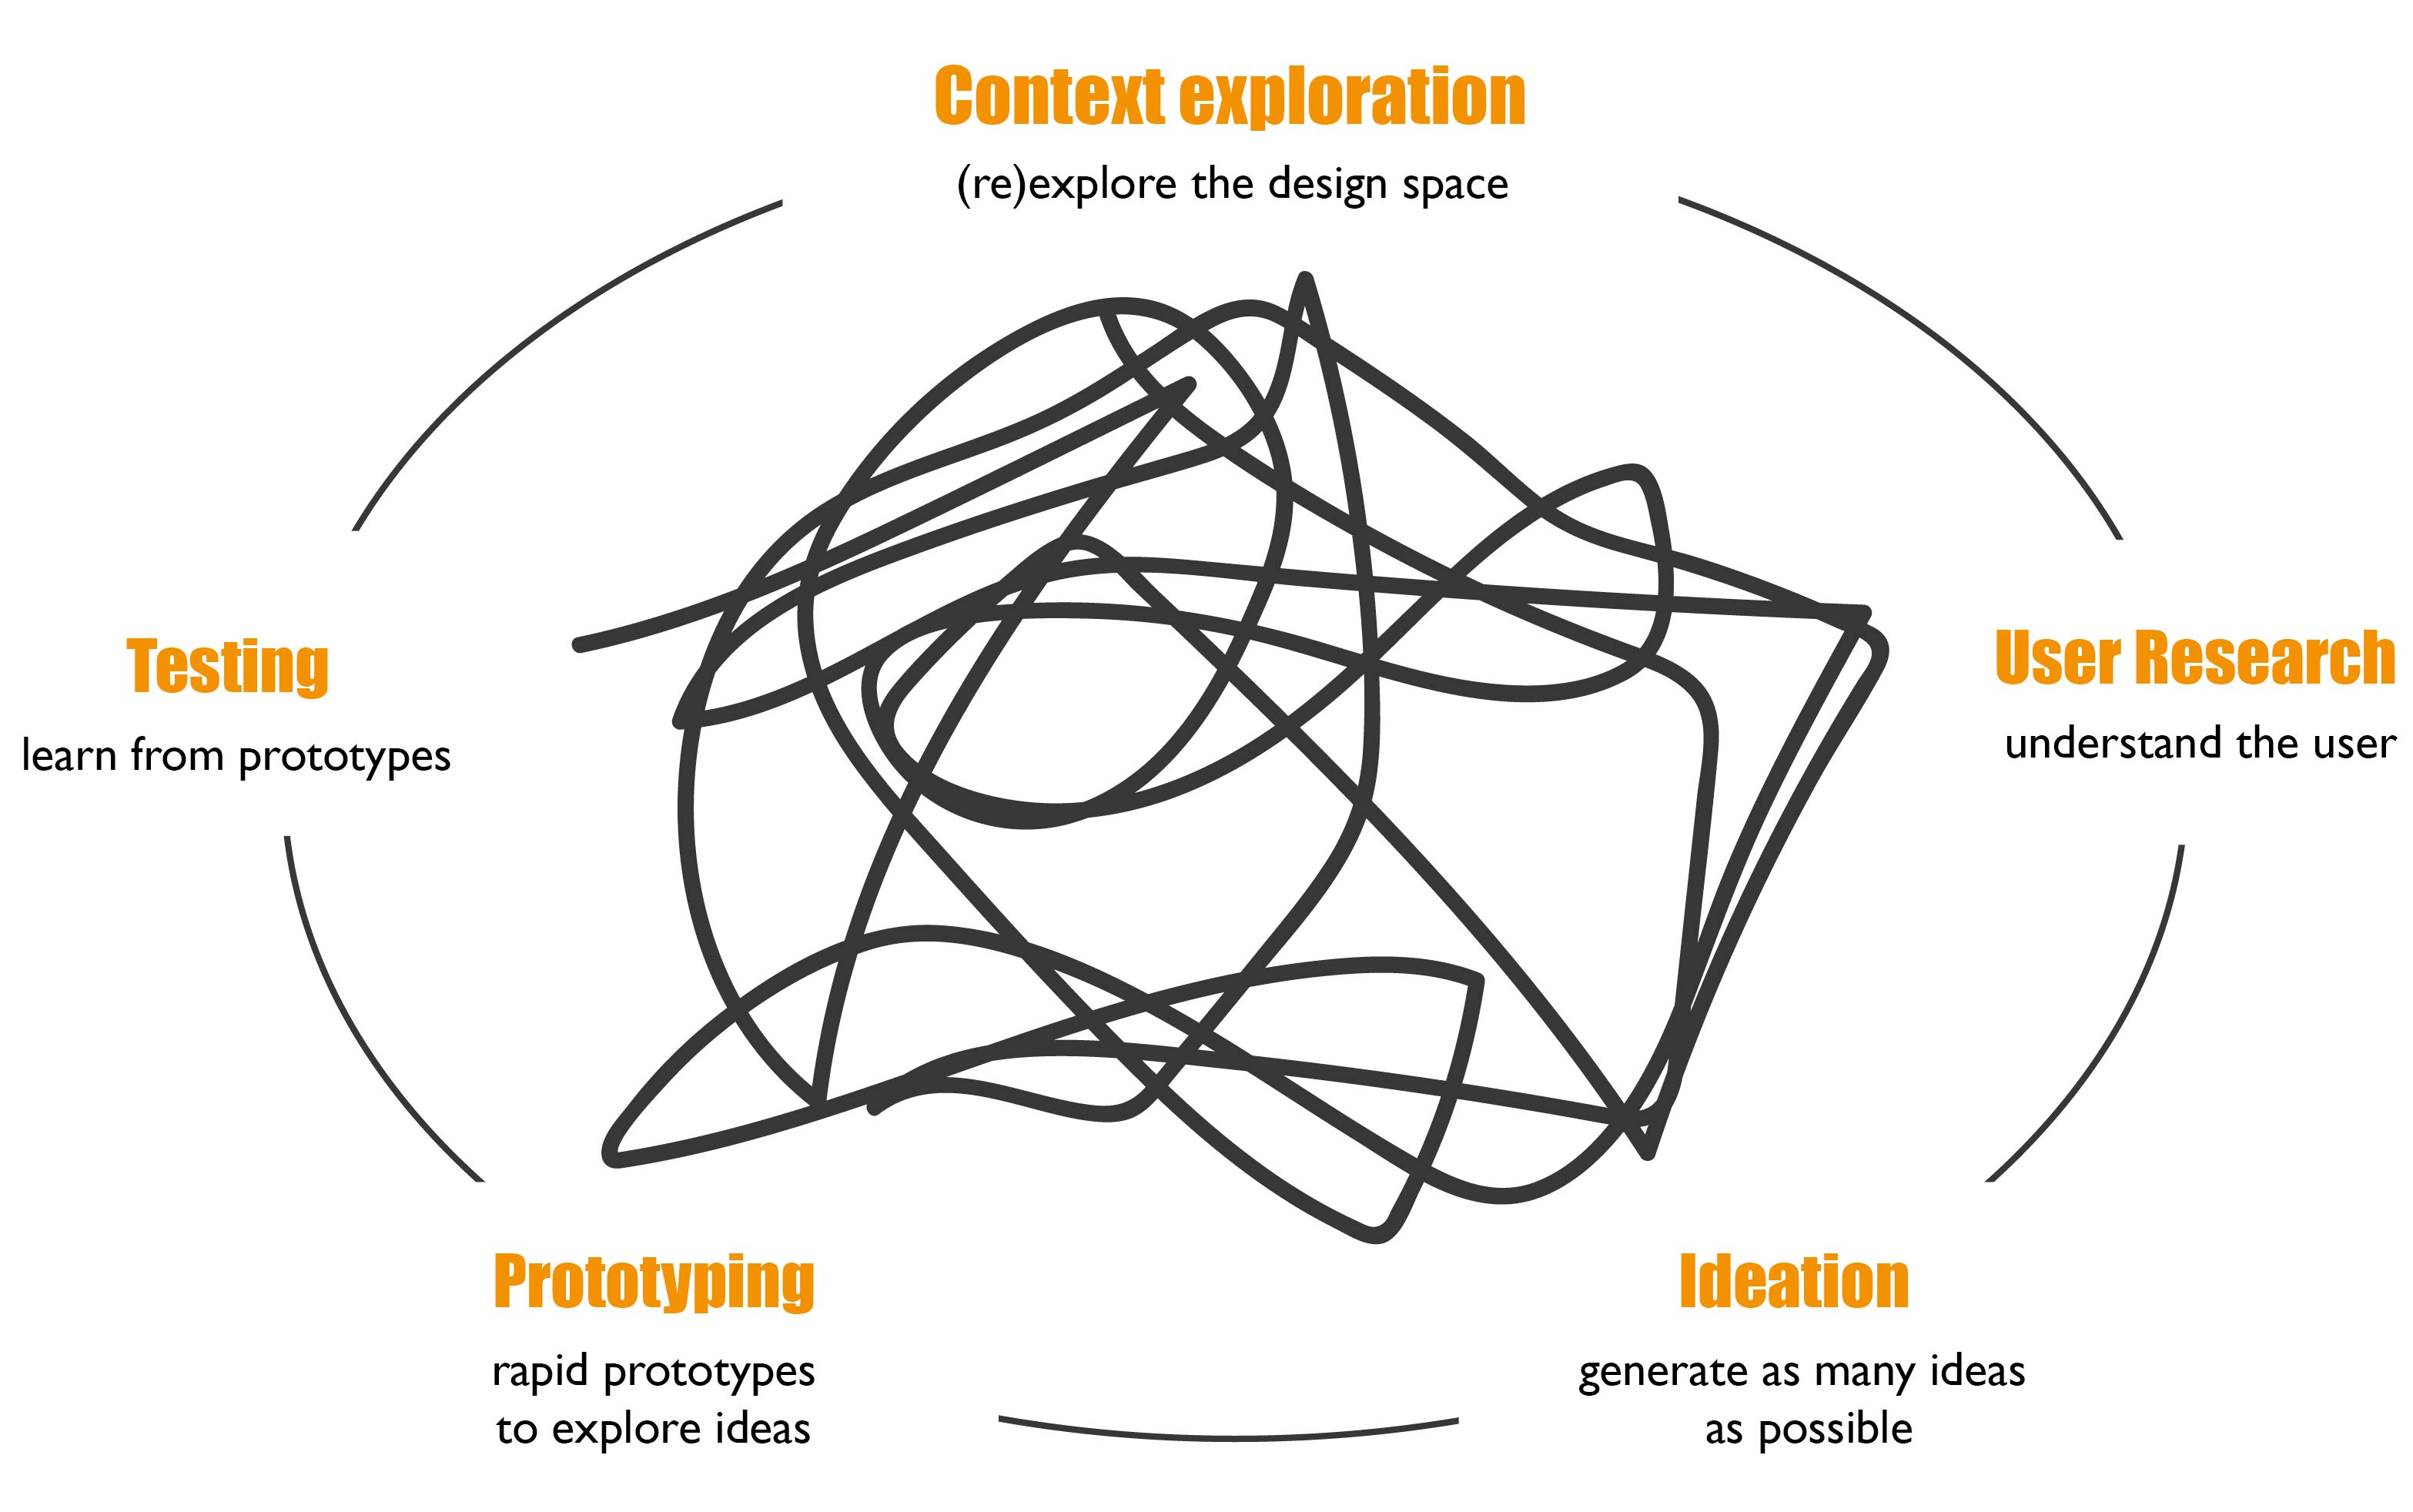 Context exploration
(re)explore the design space
User Research
understand the user
Ideation
generate as many ideas
as possible
Prototyping
rapid prototypes
to explore ideas
Testing
learn from prototypes